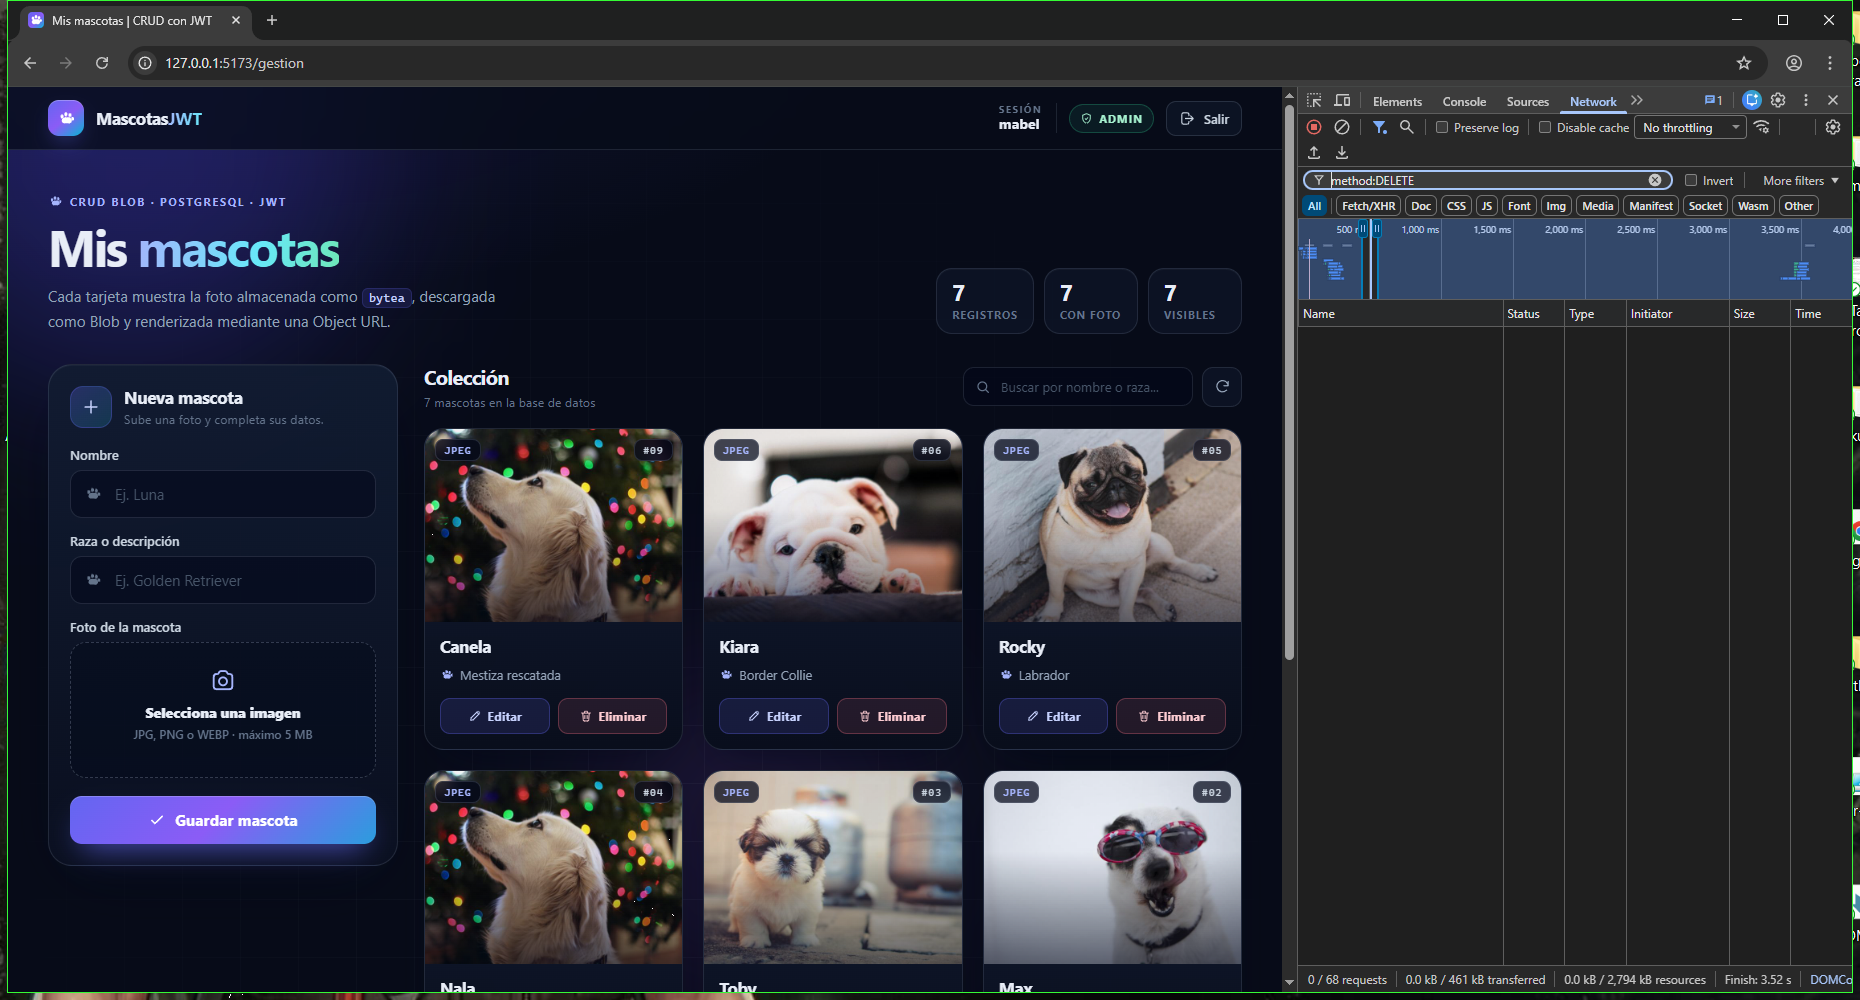 Mis mascotas | CRUD con JWT
127.0.0.1:5173/gestion
MascotasJWT
SESIÓN
mabel
ADMIN
Salir
CRUD BLOB · POSTGRESQL · JWT
Mis mascotas
Cada tarjeta muestra la foto almacenada como bytea, descargada
como Blob y renderizada mediante una Object URL.
7
REGISTROS
7
CON FOTO
7
VISIBLES
Nueva mascota
Sube una foto y completa sus datos.
Nombre
Ej. Luna
Raza o descripción
Ej. Golden Retriever
Foto de la mascota
Selecciona una imagen
JPG, PNG o WEBP · máximo 5 MB
Guardar mascota
Colección
7 mascotas en la base de datos
Buscar por nombre o raza...
JPEG
#09
Canela
Mestiza rescatada
Editar
Eliminar
JPEG
#06
Kiara
Border Collie
Editar
Eliminar
JPEG
#05
Rocky
Labrador
Editar
Eliminar
JPEG
#04
Nala
JPEG
#03
Toby
JPEG
#02
Max
Elements
Console
Sources
Network
1
Preserve log
Disable cache
No throttling
method:DELETE
Invert
More filters
All
Fetch/XHR
Doc
CSS
JS
Font
Img
Media
Manifest
Socket
Wasm
Other
500
1,000 ms
1,500 ms
2,000 ms
2,500 ms
3,000 ms
3,500 ms
Name
Status
Type
Initiator
Size
Time
0 / 68 requests
0.0 kB / 461 kB transferred
0.0 kB / 2,794 kB resources
Finish: 3.52 s